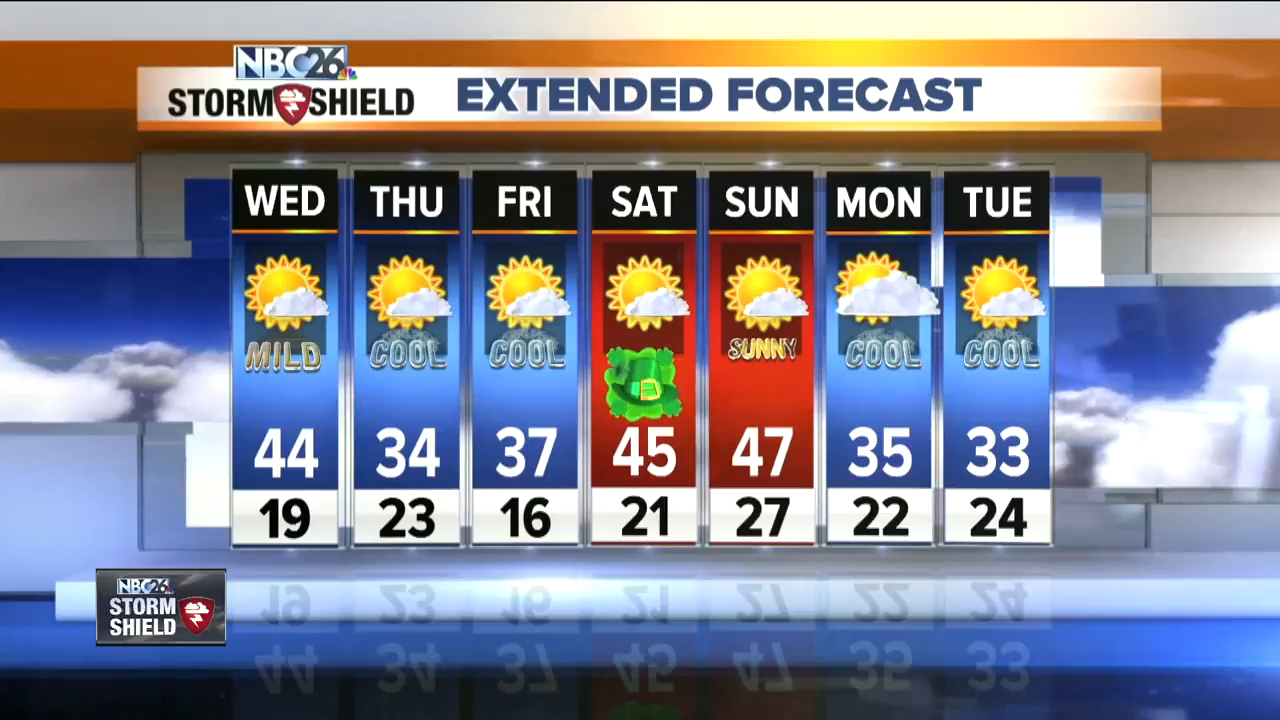 NBC26
STORM SHIELD
EXTENDED FORECAST
WED THU FRI SAT SUN MON TUE
MILD COOL COOL SUNNY COOL COOL
44 34 37 45 47 35 33
19 23 16 21 27 22 24
NBC26
STORM
SHIELD